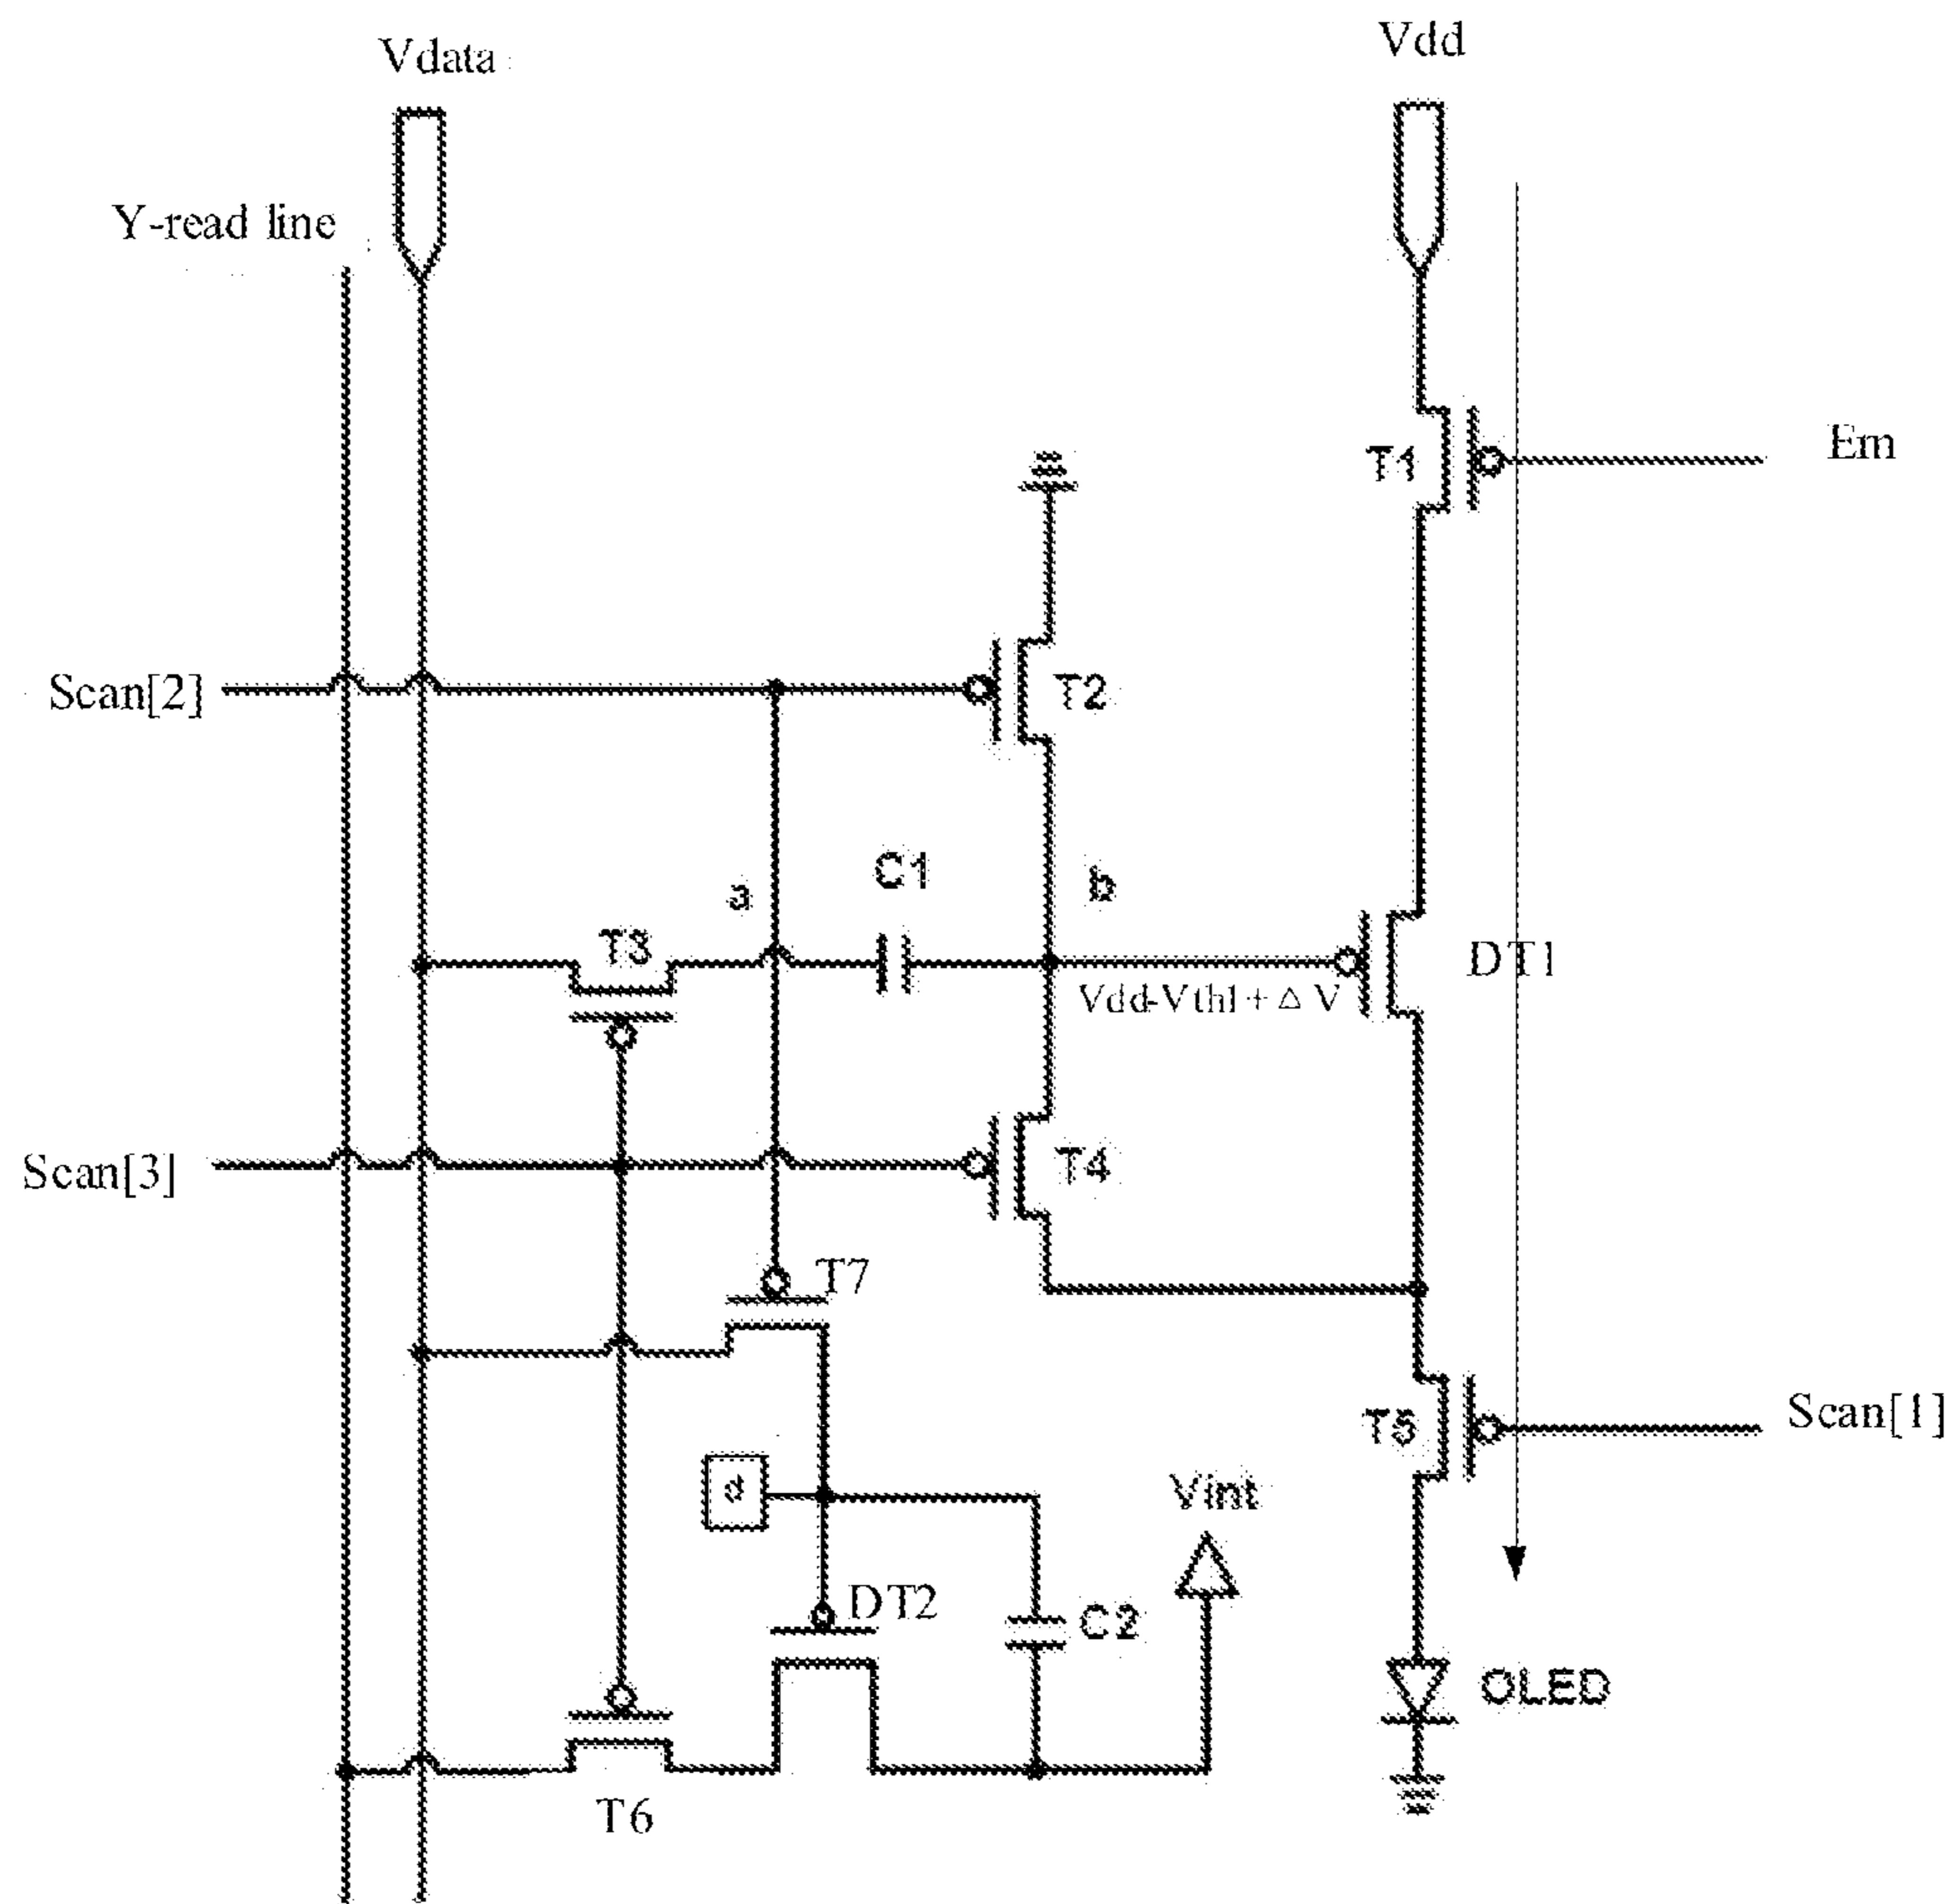 Vdata
Vdd
Y-read line
T1
Em
Scan[2]
T2
a
C1
b
T3
DT1
Vdd-Vth1+△V
Scan[3]
T4
T7
T5
Scan[1]
d
Vint
DT2
C2
OLED
T6